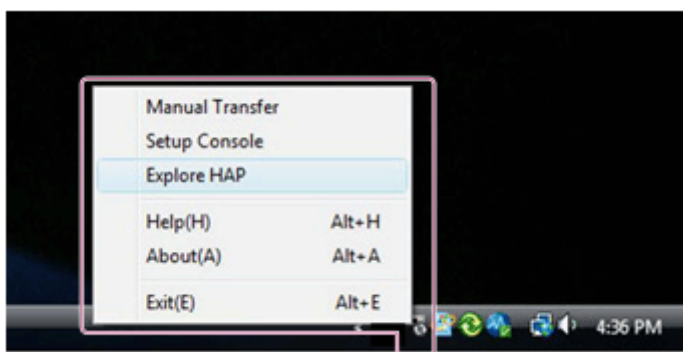 Manual Transfer
Setup Console
Explore HAP
Help(H) Alt+H
About(A) Alt+A
Exit(E) Alt+E
4:36 PM